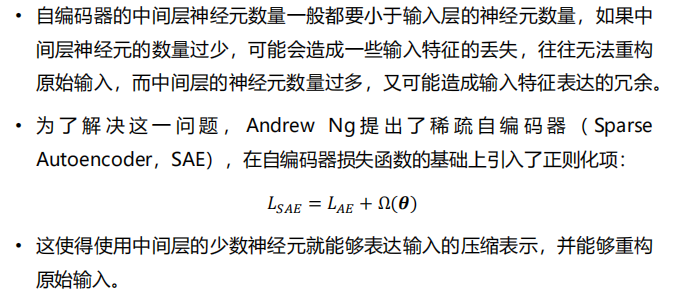 • 自编码器的中间层神经元数量一般都要小于输入层的神经元数量，如果中
间层神经元的数量过少，可能会造成一些输入特征的丢失，往往无法重构
原始输入，而中间层的神经元数量过多，又可能造成输入特征表达的冗余。
• 为了解决这一问题，Andrew Ng提出了稀疏自编码器（Sparse
Autoencoder，SAE），在自编码器损失函数的基础上引入了正则化项：
L_{SAE} = L_{AE} + Ω(θ)
• 这使得使用中间层的少数神经元就能够表达输入的压缩表示，并能够重构
原始输入。